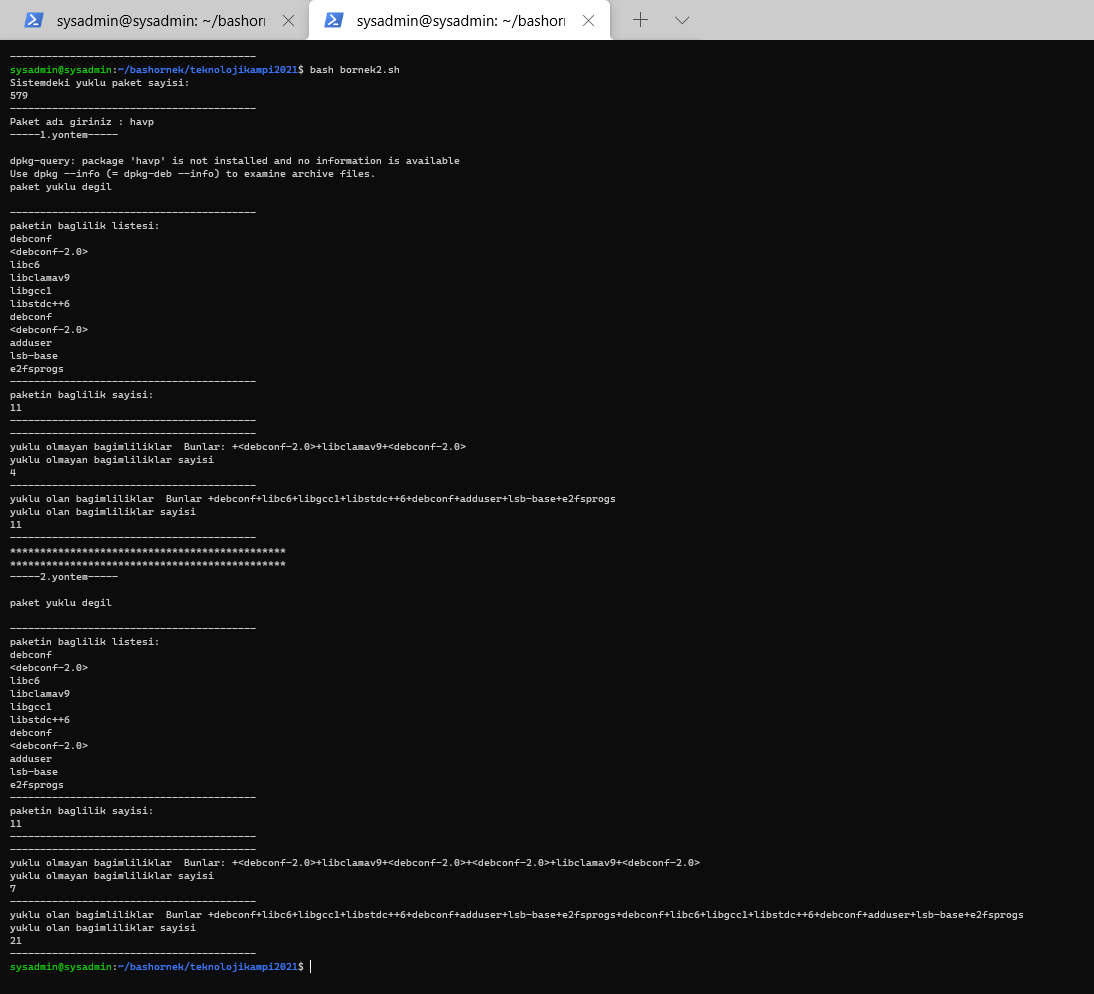 sysadmin@sysadmin: ~/bashor
sysadmin@sysadmin: ~/bashor
-----------------------------------------
sysadmin@sysadmin:~/bashornek/teknolojikampi2021$ bash bornek2.sh
Sistemdeki yuklu paket sayisi:
579
-----------------------------------------
Paket adı giriniz : havp
-----1.yontem-----
dpkg-query: package 'havp' is not installed and no information is available
Use dpkg --info (= dpkg-deb --info) to examine archive files.
paket yuklu degil
-----------------------------------------
paketin baglilik listesi:
debconf
<debconf-2.0>
libc6
libclamav9
libgcc1
libstdc++6
debconf
<debconf-2.0>
adduser
lsb-base
e2fsprogs
-----------------------------------------
paketin baglilik sayisi:
11
-----------------------------------------
-----------------------------------------
yuklu olmayan bagimliliklar  Bunlar: +<debconf-2.0>+libclamav9+<debconf-2.0>
yuklu olmayan bagimliliklar sayisi
4
-----------------------------------------
yuklu olan bagimliliklar  Bunlar +debconf+libc6+libgcc1+libstdc++6+debconf+adduser+lsb-base+e2fsprogs
yuklu olan bagimliliklar sayisi
11
-----------------------------------------
**********************************************
**********************************************
-----2.yontem-----
paket yuklu degil
-----------------------------------------
paketin baglilik listesi:
debconf
<debconf-2.0>
libc6
libclamav9
libgcc1
libstdc++6
debconf
<debconf-2.0>
adduser
lsb-base
e2fsprogs
-----------------------------------------
paketin baglilik sayisi:
11
-----------------------------------------
-----------------------------------------
yuklu olmayan bagimliliklar  Bunlar: +<debconf-2.0>+libclamav9+<debconf-2.0>+<debconf-2.0>+libclamav9+<debconf-2.0>
yuklu olmayan bagimliliklar sayisi
7
-----------------------------------------
yuklu olan bagimliliklar  Bunlar +debconf+libc6+libgcc1+libstdc++6+debconf+adduser+lsb-base+e2fsprogs+debconf+libc6+libgcc1+libstdc++6+debconf+adduser+lsb-base+e2fsprogs
yuklu olan bagimliliklar sayisi
21
-----------------------------------------
sysadmin@sysadmin:~/bashornek/teknolojikampi2021$